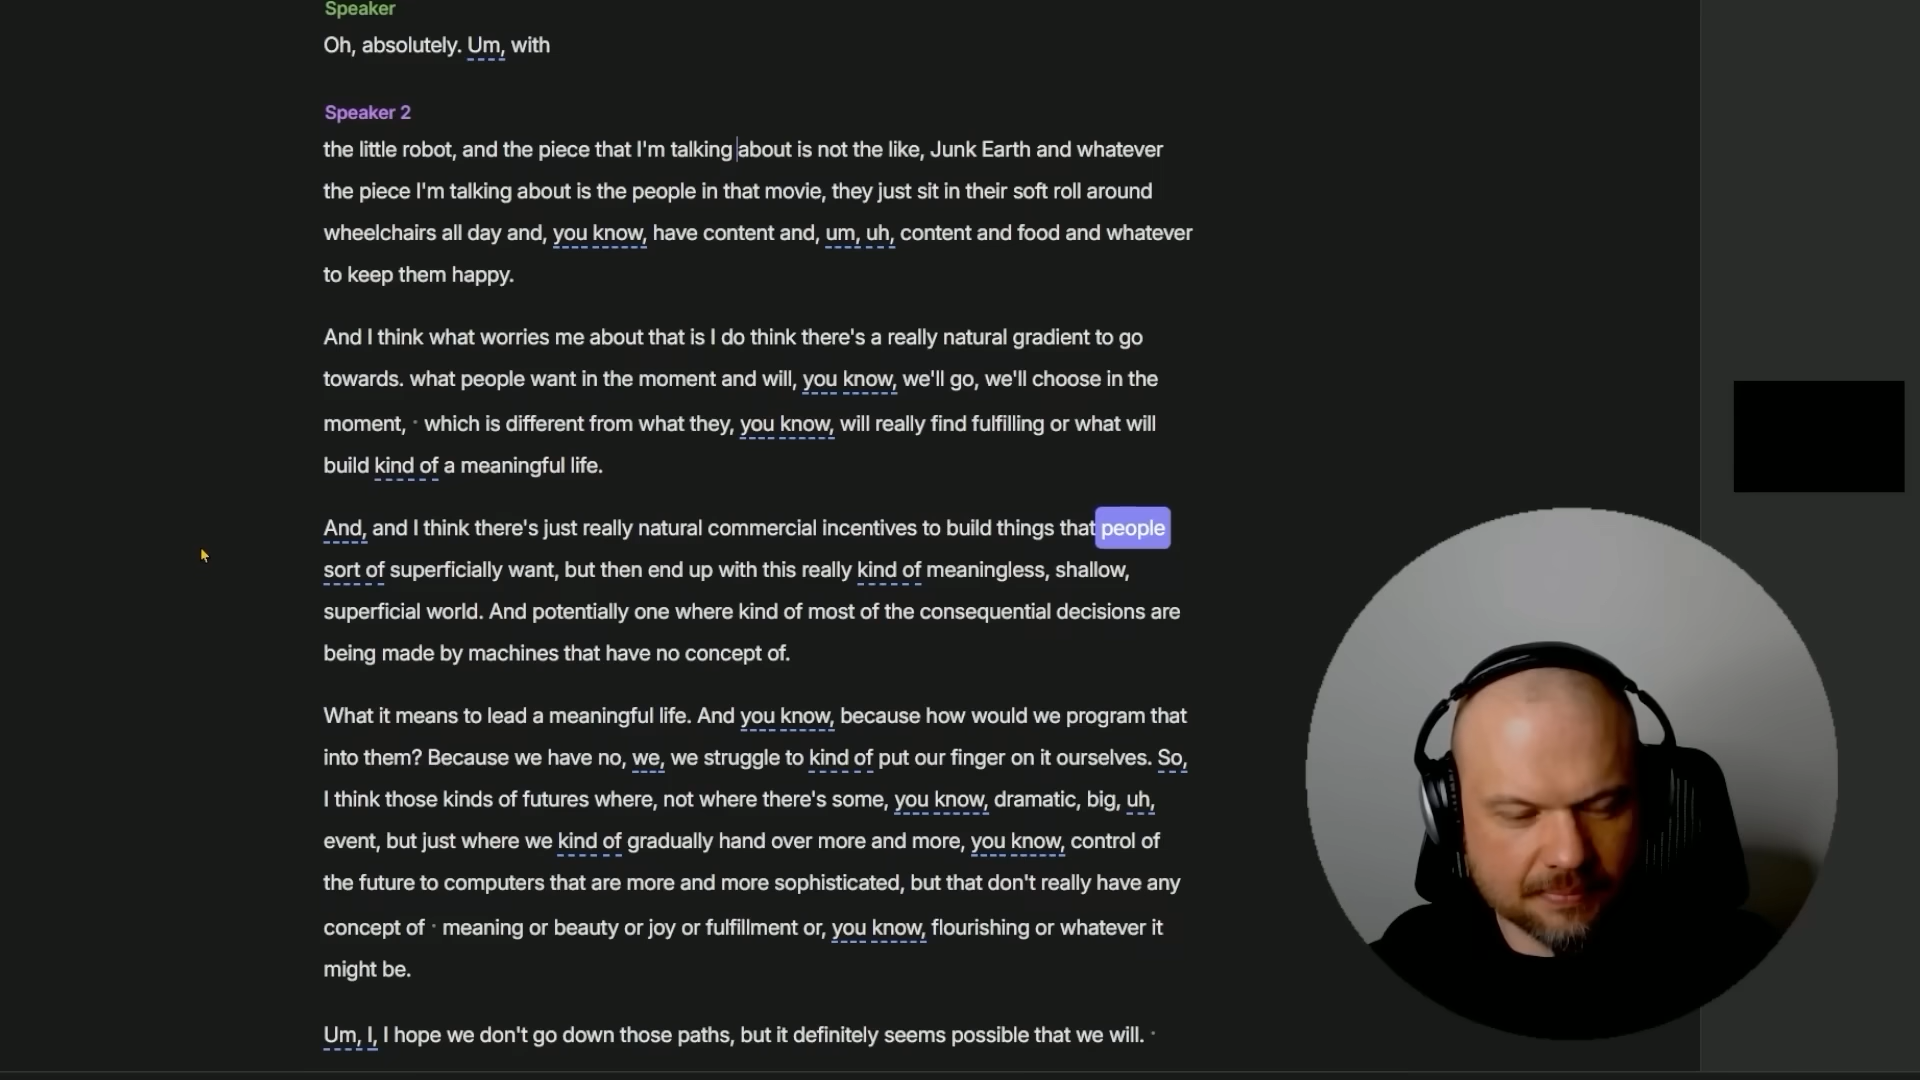 Speaker
Oh, absolutely. Um, with
Speaker 2
the little robot, and the piece that I'm talking about is not the like, Junk Earth and whatever
the piece I'm talking about is the people in that movie, they just sit in their soft roll around
wheelchairs all day and, you know, have content and, um, uh, content and food and whatever
to keep them happy.
And I think what worries me about that is I do think there's a really natural gradient to go
towards. what people want in the moment and will, you know, we'll go, we'll choose in the
moment, · which is different from what they, you know, will really find fulfilling or what will
build kind of a meaningful life.
And, and I think there's just really natural commercial incentives to build things that people
sort of superficially want, but then end up with this really kind of meaningless, shallow,
superficial world. And potentially one where kind of most of the consequential decisions are
being made by machines that have no concept of.
What it means to lead a meaningful life. And you know, because how would we program that
into them? Because we have no, we, we struggle to kind of put our finger on it ourselves. So,
I think those kinds of futures where, not where there's some, you know, dramatic, big, uh,
event, but just where we kind of gradually hand over more and more, you know, control of
the future to computers that are more and more sophisticated, but that don't really have any
concept of · meaning or beauty or joy or fulfillment or, you know, flourishing or whatever it
might be.
Um, I, I hope we don't go down those paths, but it definitely seems possible that we will. ·